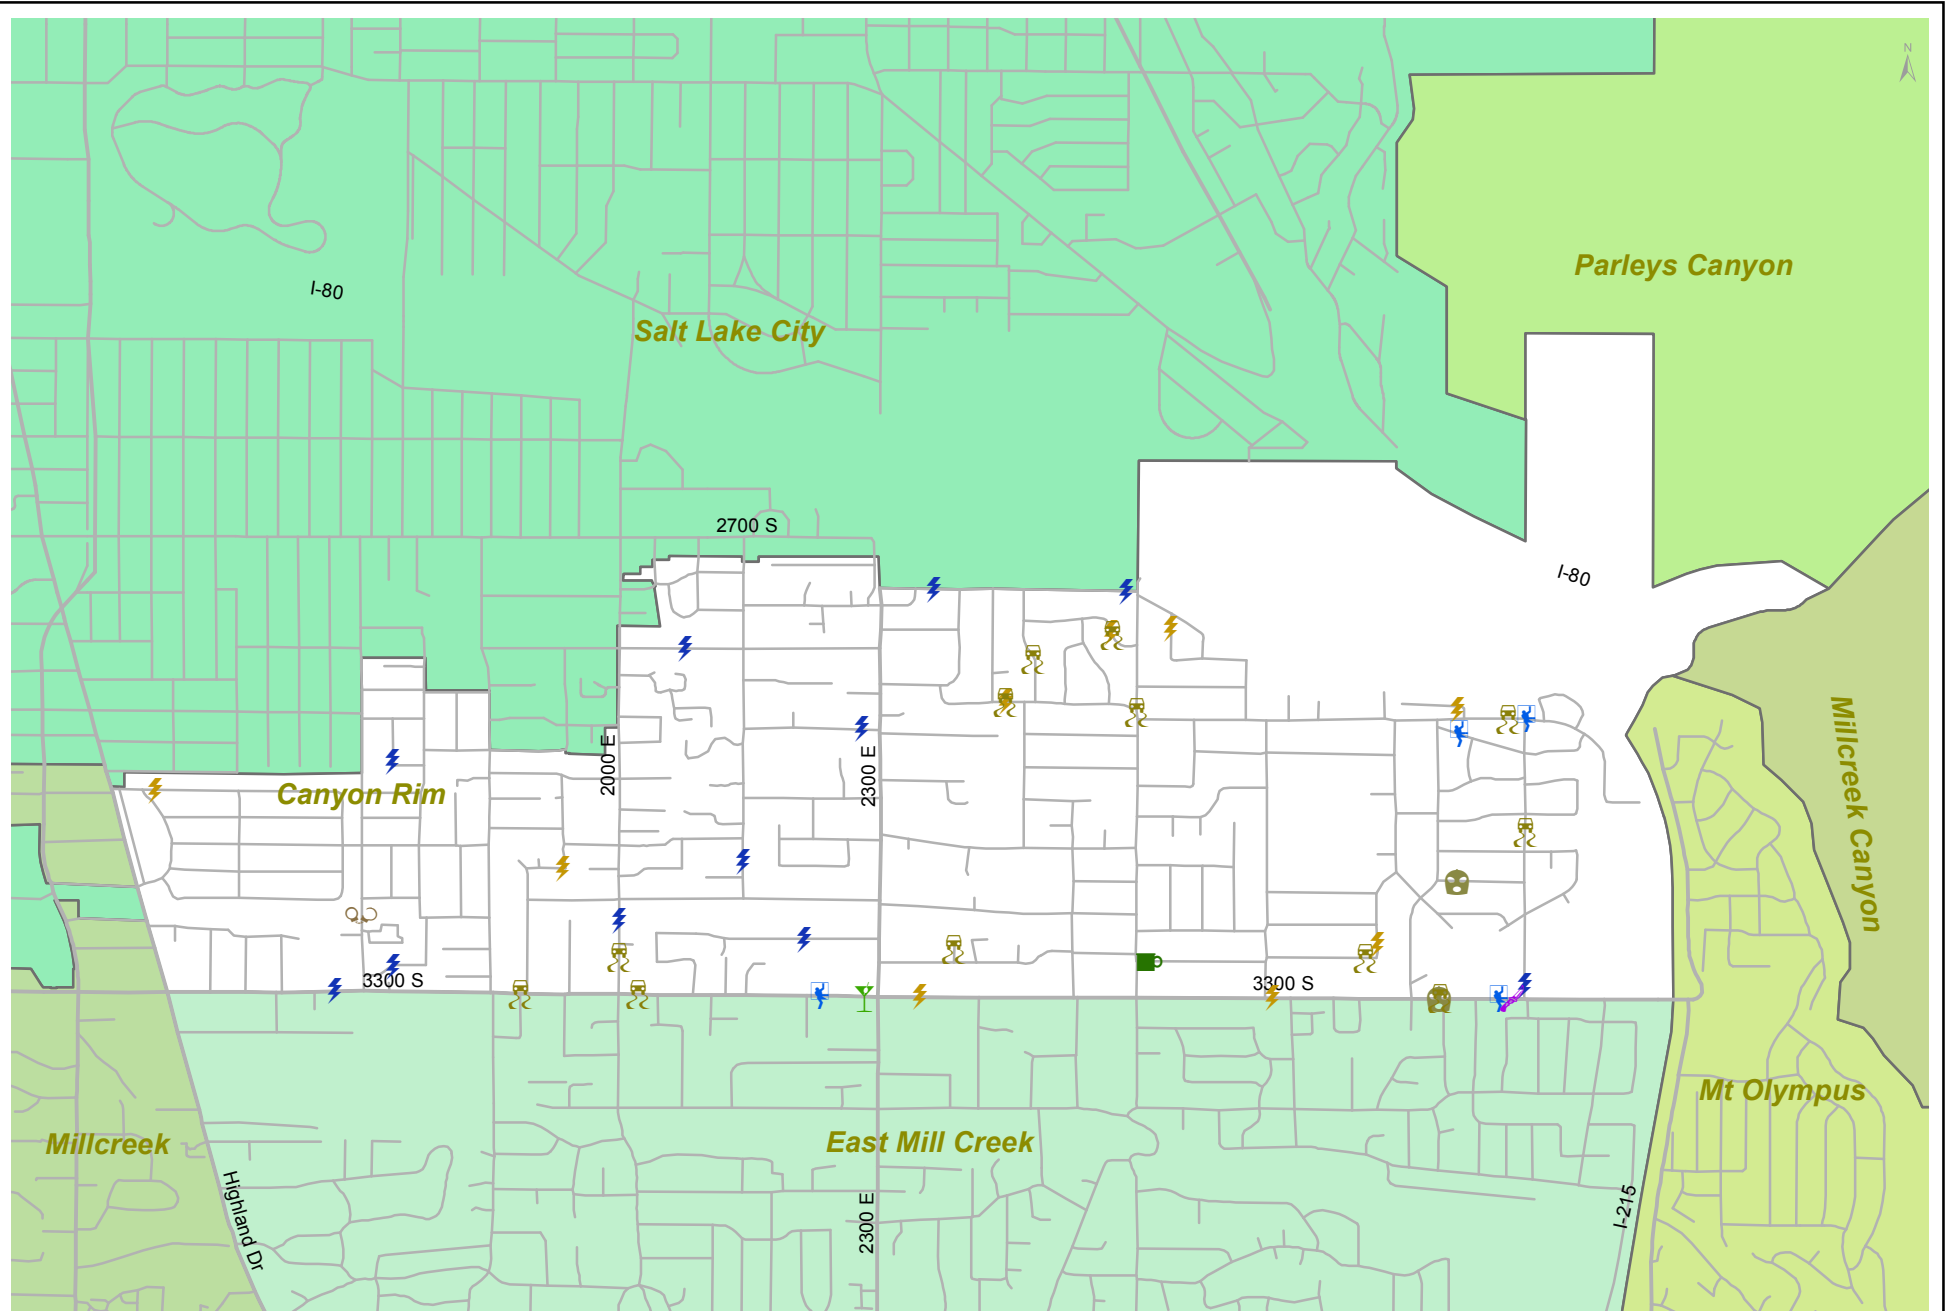 N
Parleys Canyon
I-80
Salt Lake City
2700 S
I-80
2000 E
2300 E
Canyon Rim
Millcreek Canyon
3300 S
3300 S
Mt Olympus
Millcreek
East Mill Creek
Highland Dr
2300 E
I-215